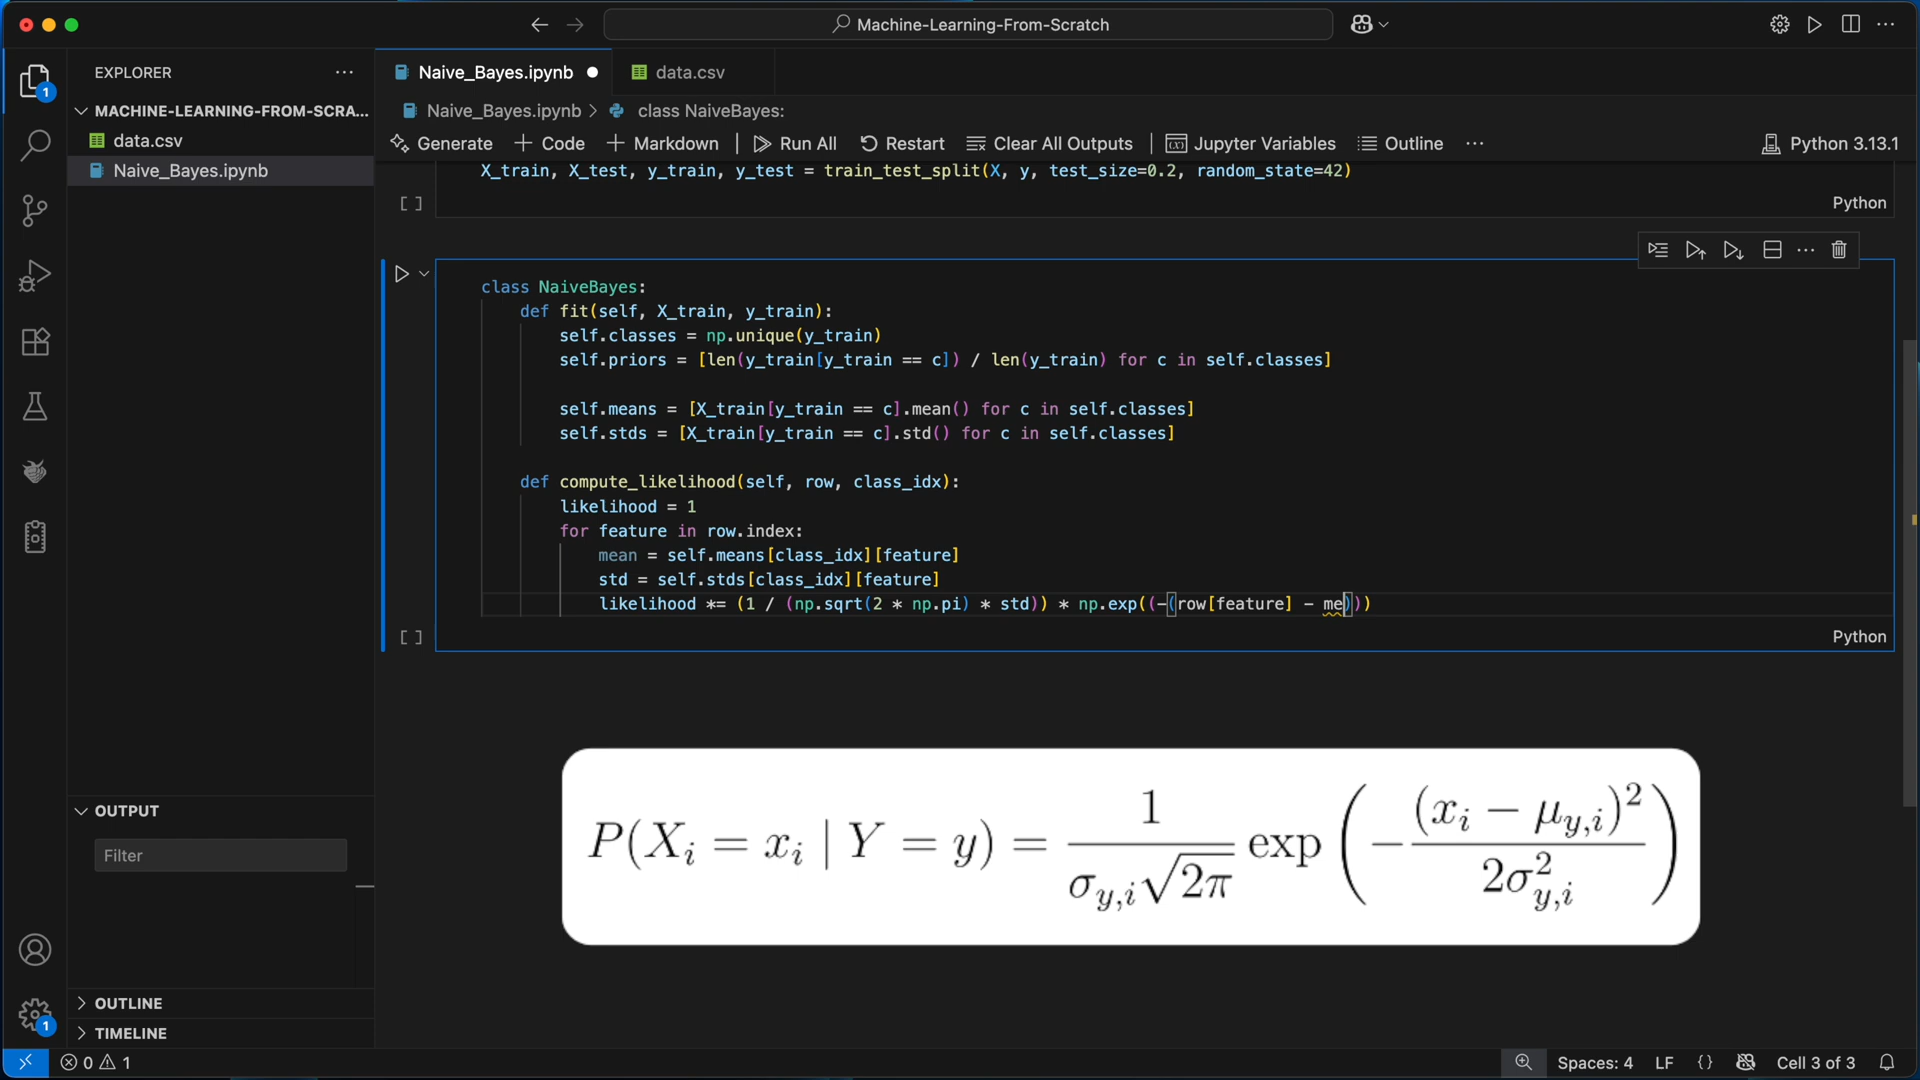 Machine-Learning-From-Scratch
EXPLORER
1
MACHINE-LEARNING-FROM-SCRA...
data.csv
Naive_Bayes.ipynb
OUTPUT
Filter
OUTLINE
TIMELINE
1
Naive_Bayes.ipynb
data.csv
Naive_Bayes.ipynb > class NaiveBayes:
Generate + Code + Markdown Run All Restart Clear All Outputs Jupyter Variables Outline ... Python 3.13.1
X_train, X_test, y_train, y_test = train_test_split(X, y, test_size=0.2, random_state=42)
[ ] Python
class NaiveBayes:
def fit(self, X_train, y_train):
self.classes = np.unique(y_train)
self.priors = [len(y_train[y_train == c]) / len(y_train) for c in self.classes]
self.means = [X_train[y_train == c].mean() for c in self.classes]
self.stds = [X_train[y_train == c].std() for c in self.classes]
def compute_likelihood(self, row, class_idx):
likelihood = 1
for feature in row.index:
mean = self.means[class_idx][feature]
std = self.stds[class_idx][feature]
likelihood *= (1 / (np.sqrt(2 * np.pi) * std)) * np.exp((-(row[feature] - me)))
[ ] Python
P(X_i = x_i | Y = y) = \frac{1}{σ_{y,i}√2π} exp(-\frac{(x_i - μ_{y,i})^2}{2σ^2_{y,i}})
0 1 Spaces: 4 LF {} Cell 3 of 3